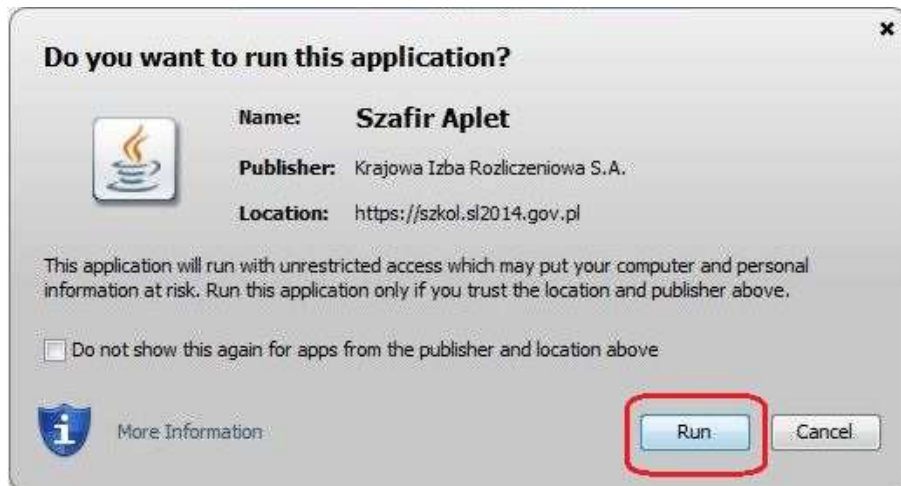 Do you want to run this application?
Name: Szafir Aplet
Publisher: Krajowa Izba Rozliczeniowa S.A.
Location: https://szkol.sl2014.gov.pl
This application will run with unrestricted access which may put your computer and personal
information at risk. Run this application only if you trust the location and publisher above.
Do not show this again for apps from the publisher and location above
More Information
Run
Cancel